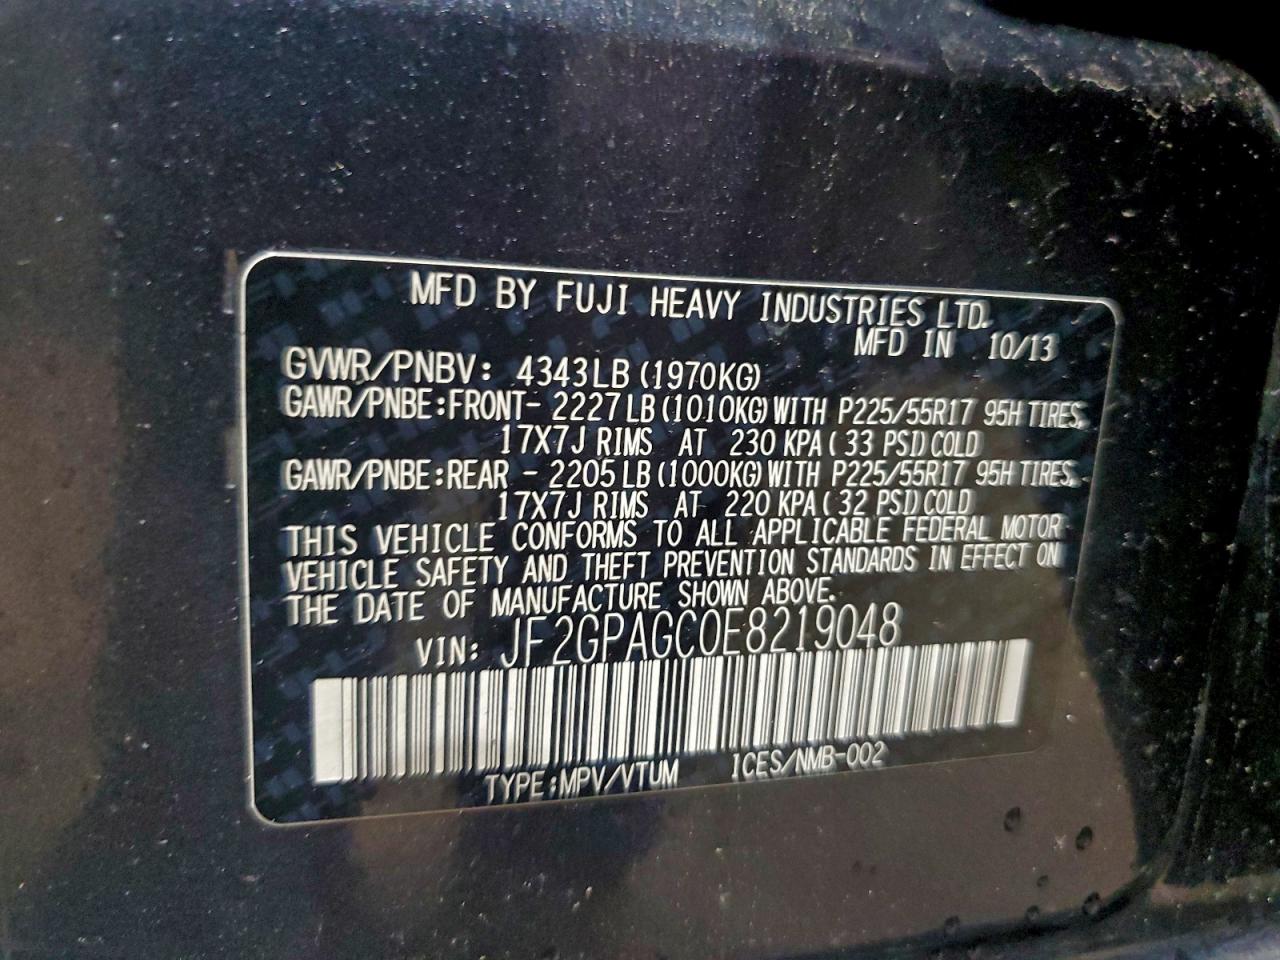 MFD BY FUJI HEAVY INDUSTRIES LTD.
MFD IN 10/13
GVWR/PNBV: 4343LB (1970KG)
GAWR/PNBE:FRONT- 2227LB (1010KG) WITH P225/55R17 95H TIRES,
17X7J RIMS AT 230 KPA (33 PSI) COLD
GAWR/PNBE:REAR - 2205LB (1000KG) WITH P225/55R17 95H TIRES,
17X7J RIMS AT 220 KPA (32 PSI) COLD
THIS VEHICLE CONFORMS TO ALL APPLICABLE FEDERAL MOTOR
VEHICLE SAFETY AND THEFT PREVENTION STANDARDS IN EFFECT ON
THE DATE OF MANUFACTURE SHOWN ABOVE.
VIN: JF2GPAGC0E8219048
TYPE:MPV/VTUM ICES/NMB-002